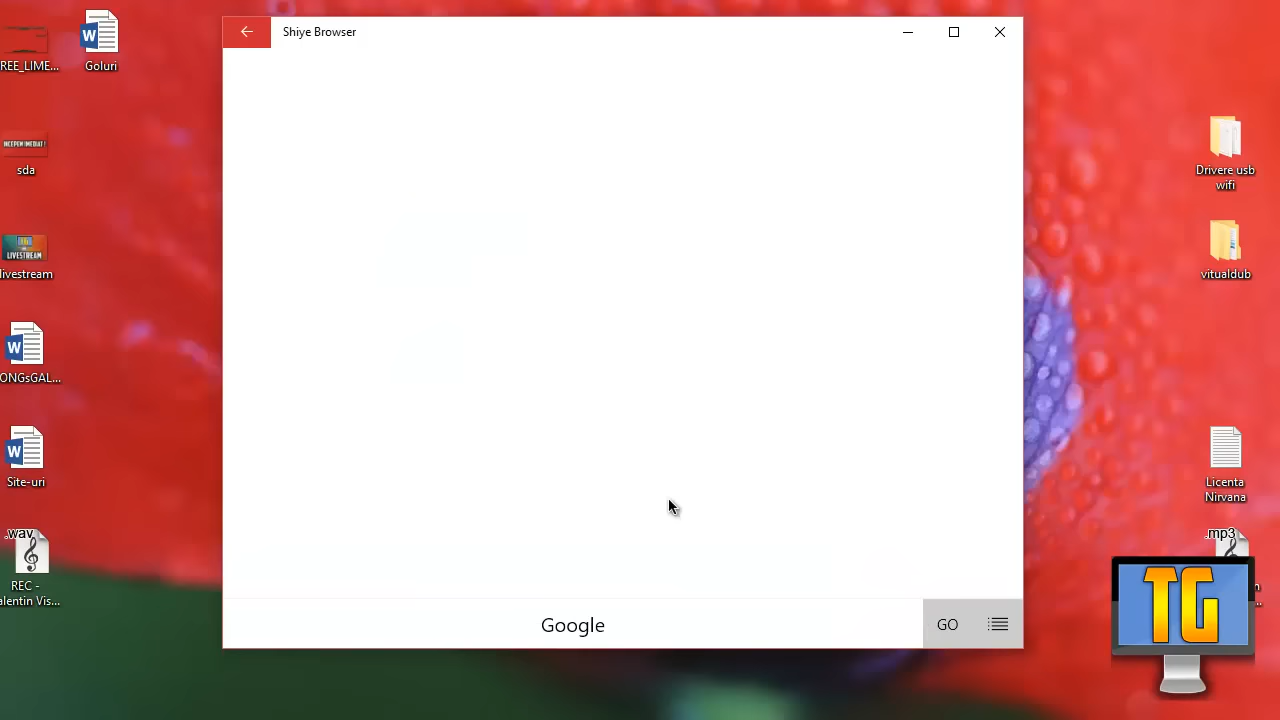 Shiye Browser
REE_LIME...
Goluri
sda
LIVESTREAM
livestream
ONGsGAL...
Site-uri
.wav
REC -
alentin Vis...
Drivere usb
wifi
vitualdub
Licenta
Nirvana
.mp3
TG
Google
GO